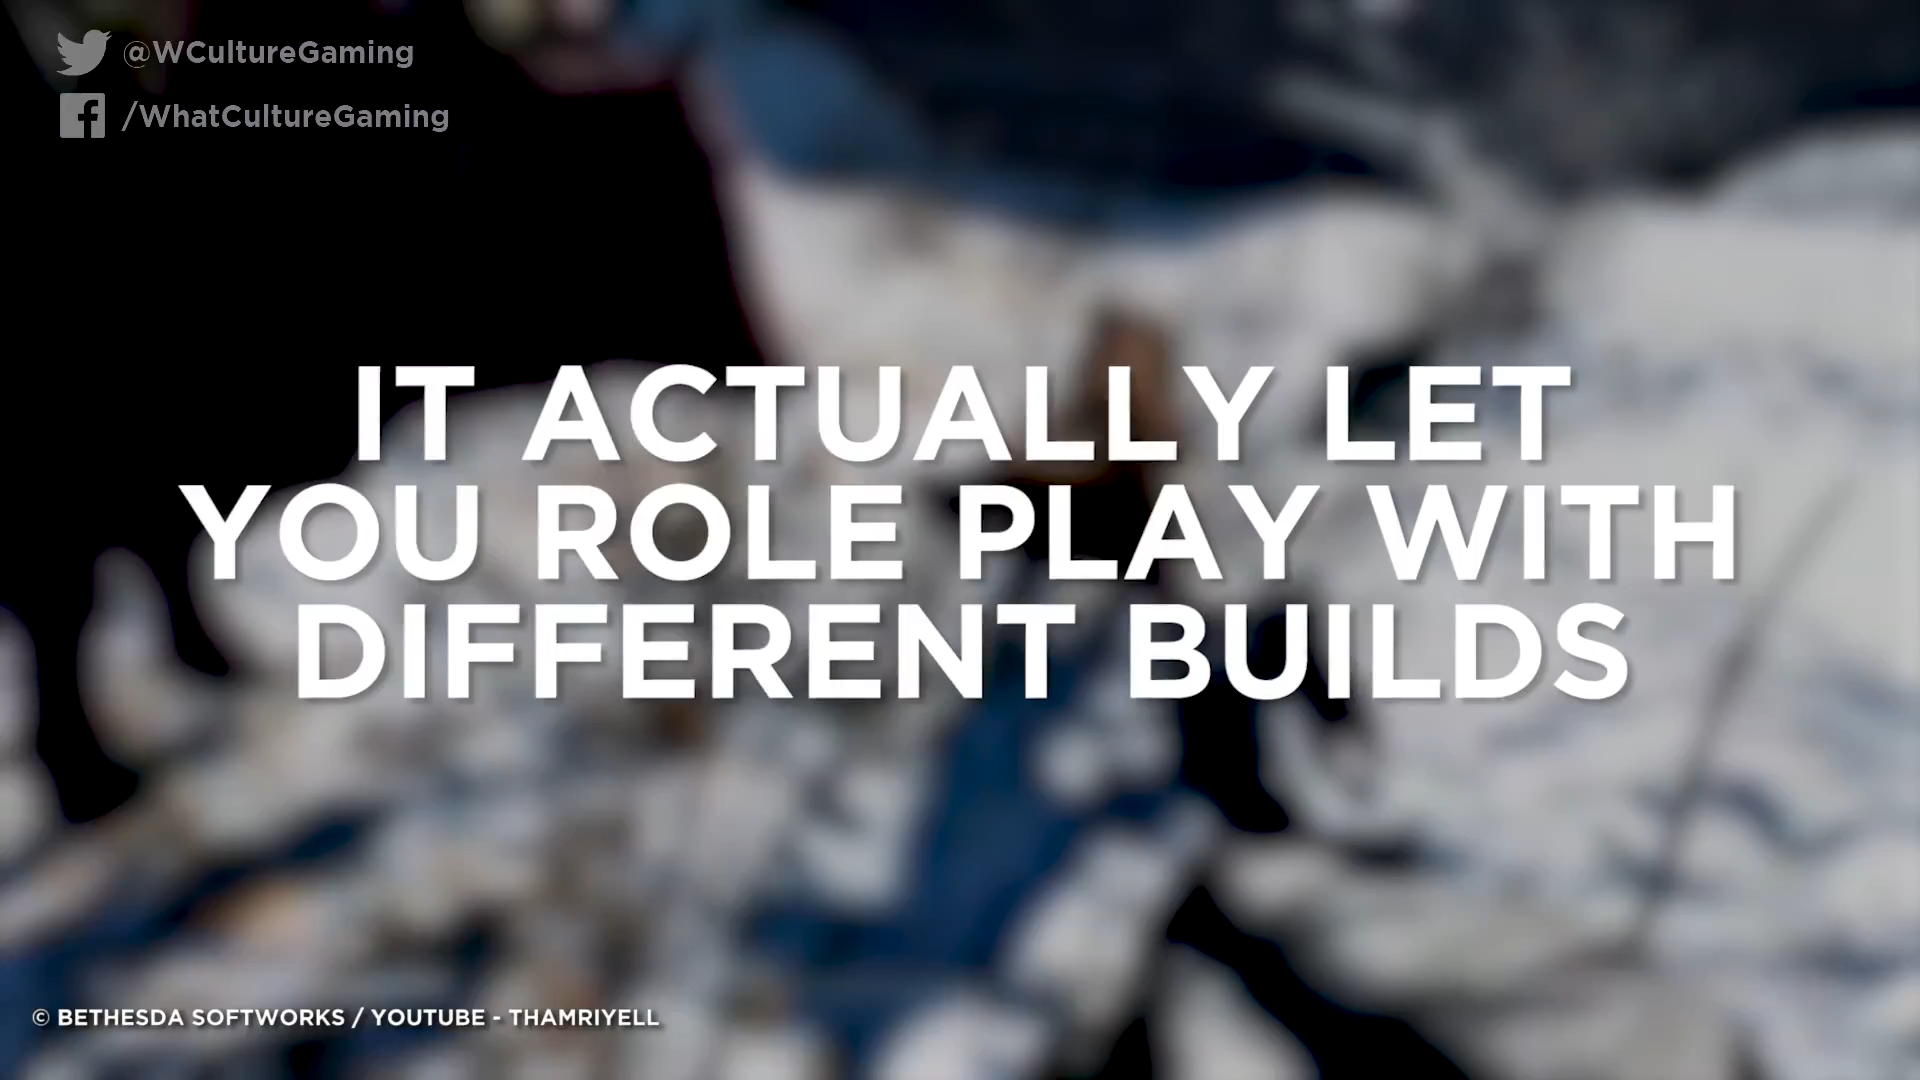 @WCultureGaming
/WhatCultureGaming
IT ACTUALLY LET
YOU ROLE PLAY WITH
DIFFERENT BUILDS
© BETHESDA SOFTWORKS / YOUTUBE - THAMRIYELL